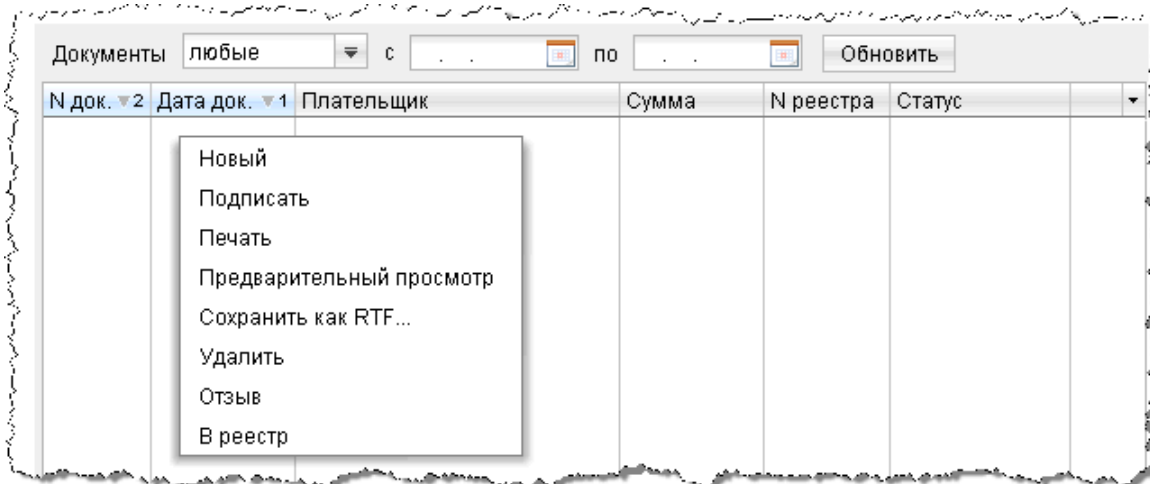 Документы любые с . . по . . Обновить
N док. 2 Дата док. 1 Плательщик Сумма N реестра Статус
Новый
Подписать
Печать
Предварительный просмотр
Сохранить как RTF...
Удалить
Отзыв
В реестр